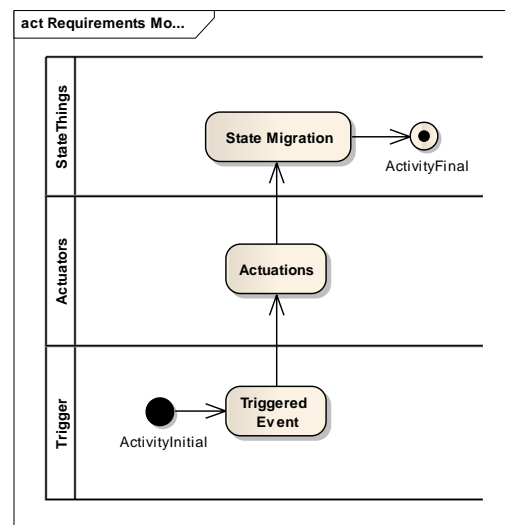 act Requirements Mo...
StateThings
State Migration
ActivityFinal
Actuators
Actuations
Trigger
Triggered
Event
ActivityInitial